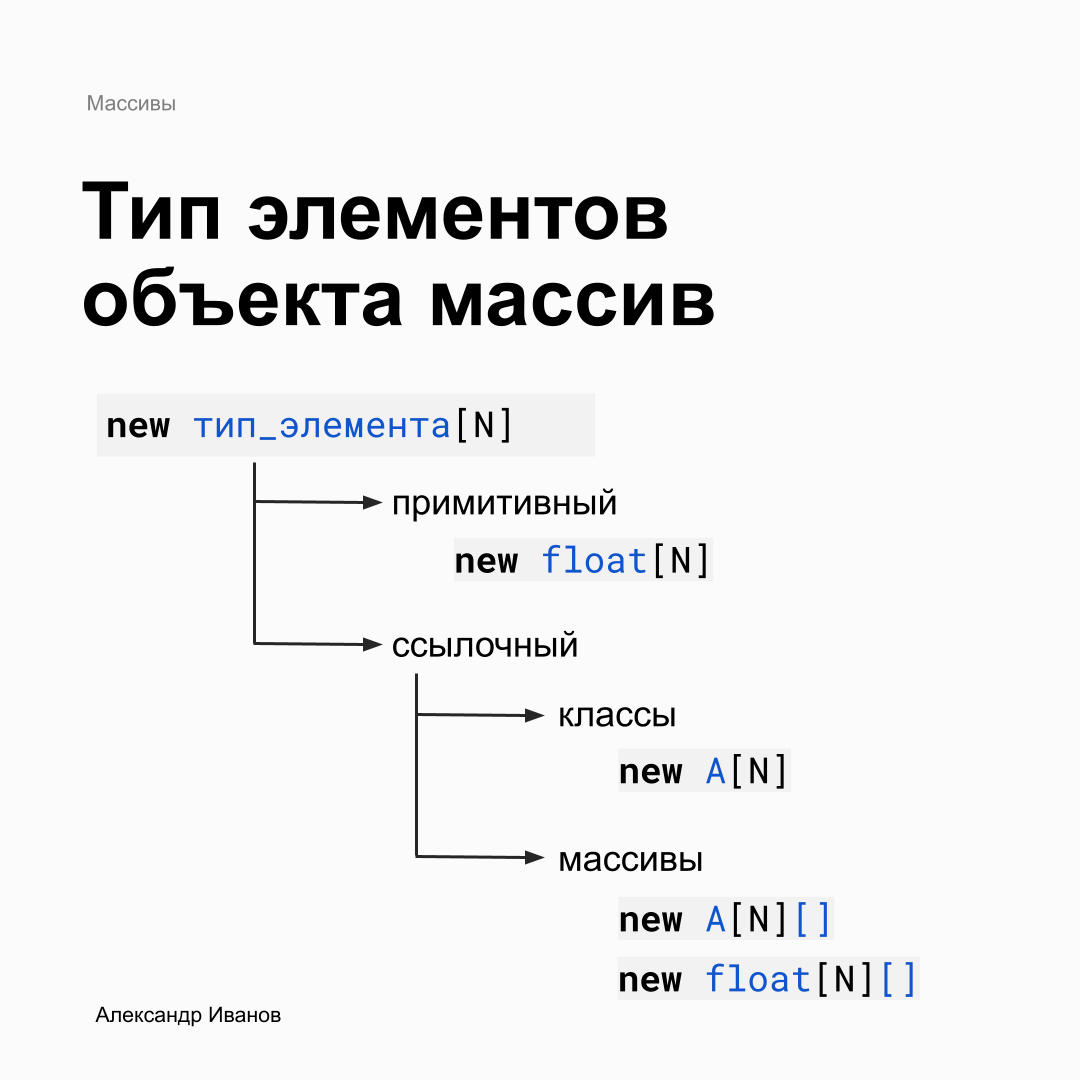 Массивы
Тип элементов
объекта массив
new тип_элемента[N]
примитивный
new float[N]
ссылочный
классы
new A[N]
массивы
new A[N][]
new float[N][]
Александр Иванов